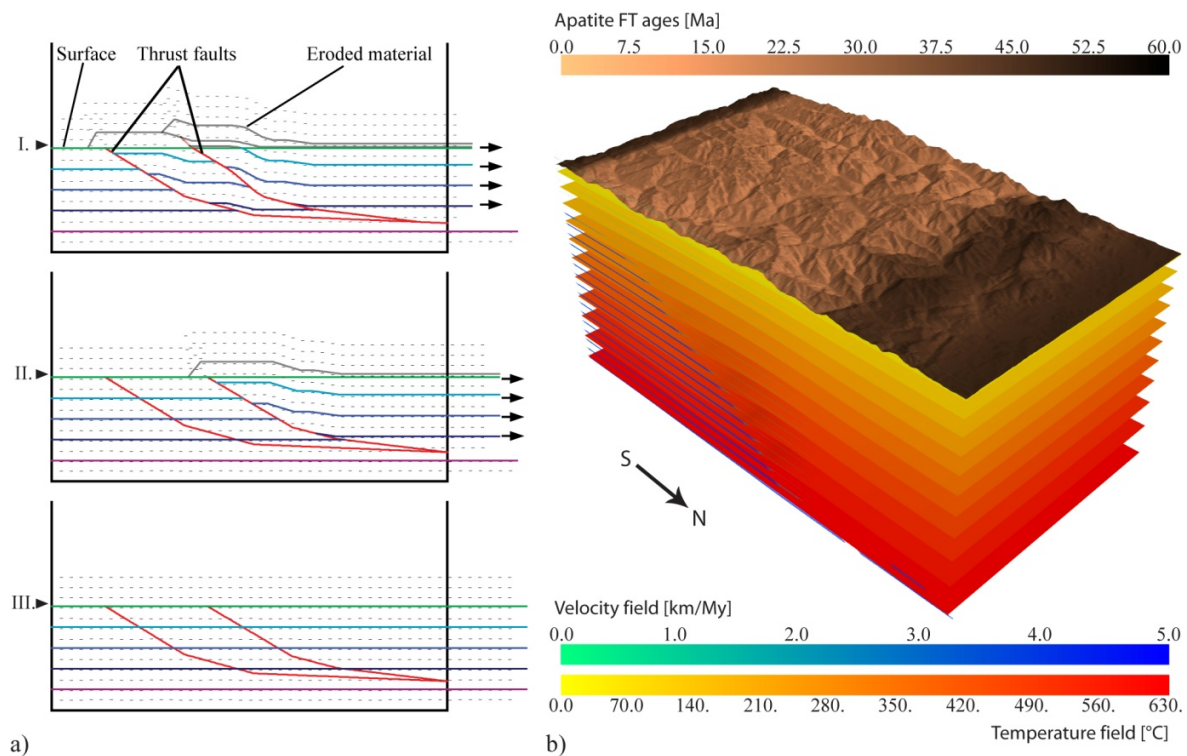 Surface
Thrust faults
Eroded material
I.
II.
III.
a)
Apatite FT ages [Ma]
0.0 7.5 15.0 22.5 30.0 37.5 45.0 52.5 60.0
S
N
Velocity field [km/My]
0.0 1.0 2.0 3.0 4.0 5.0
0.0 70.0 140. 210. 280. 350. 420. 490. 560. 630.
Temperature field [°C]
b)